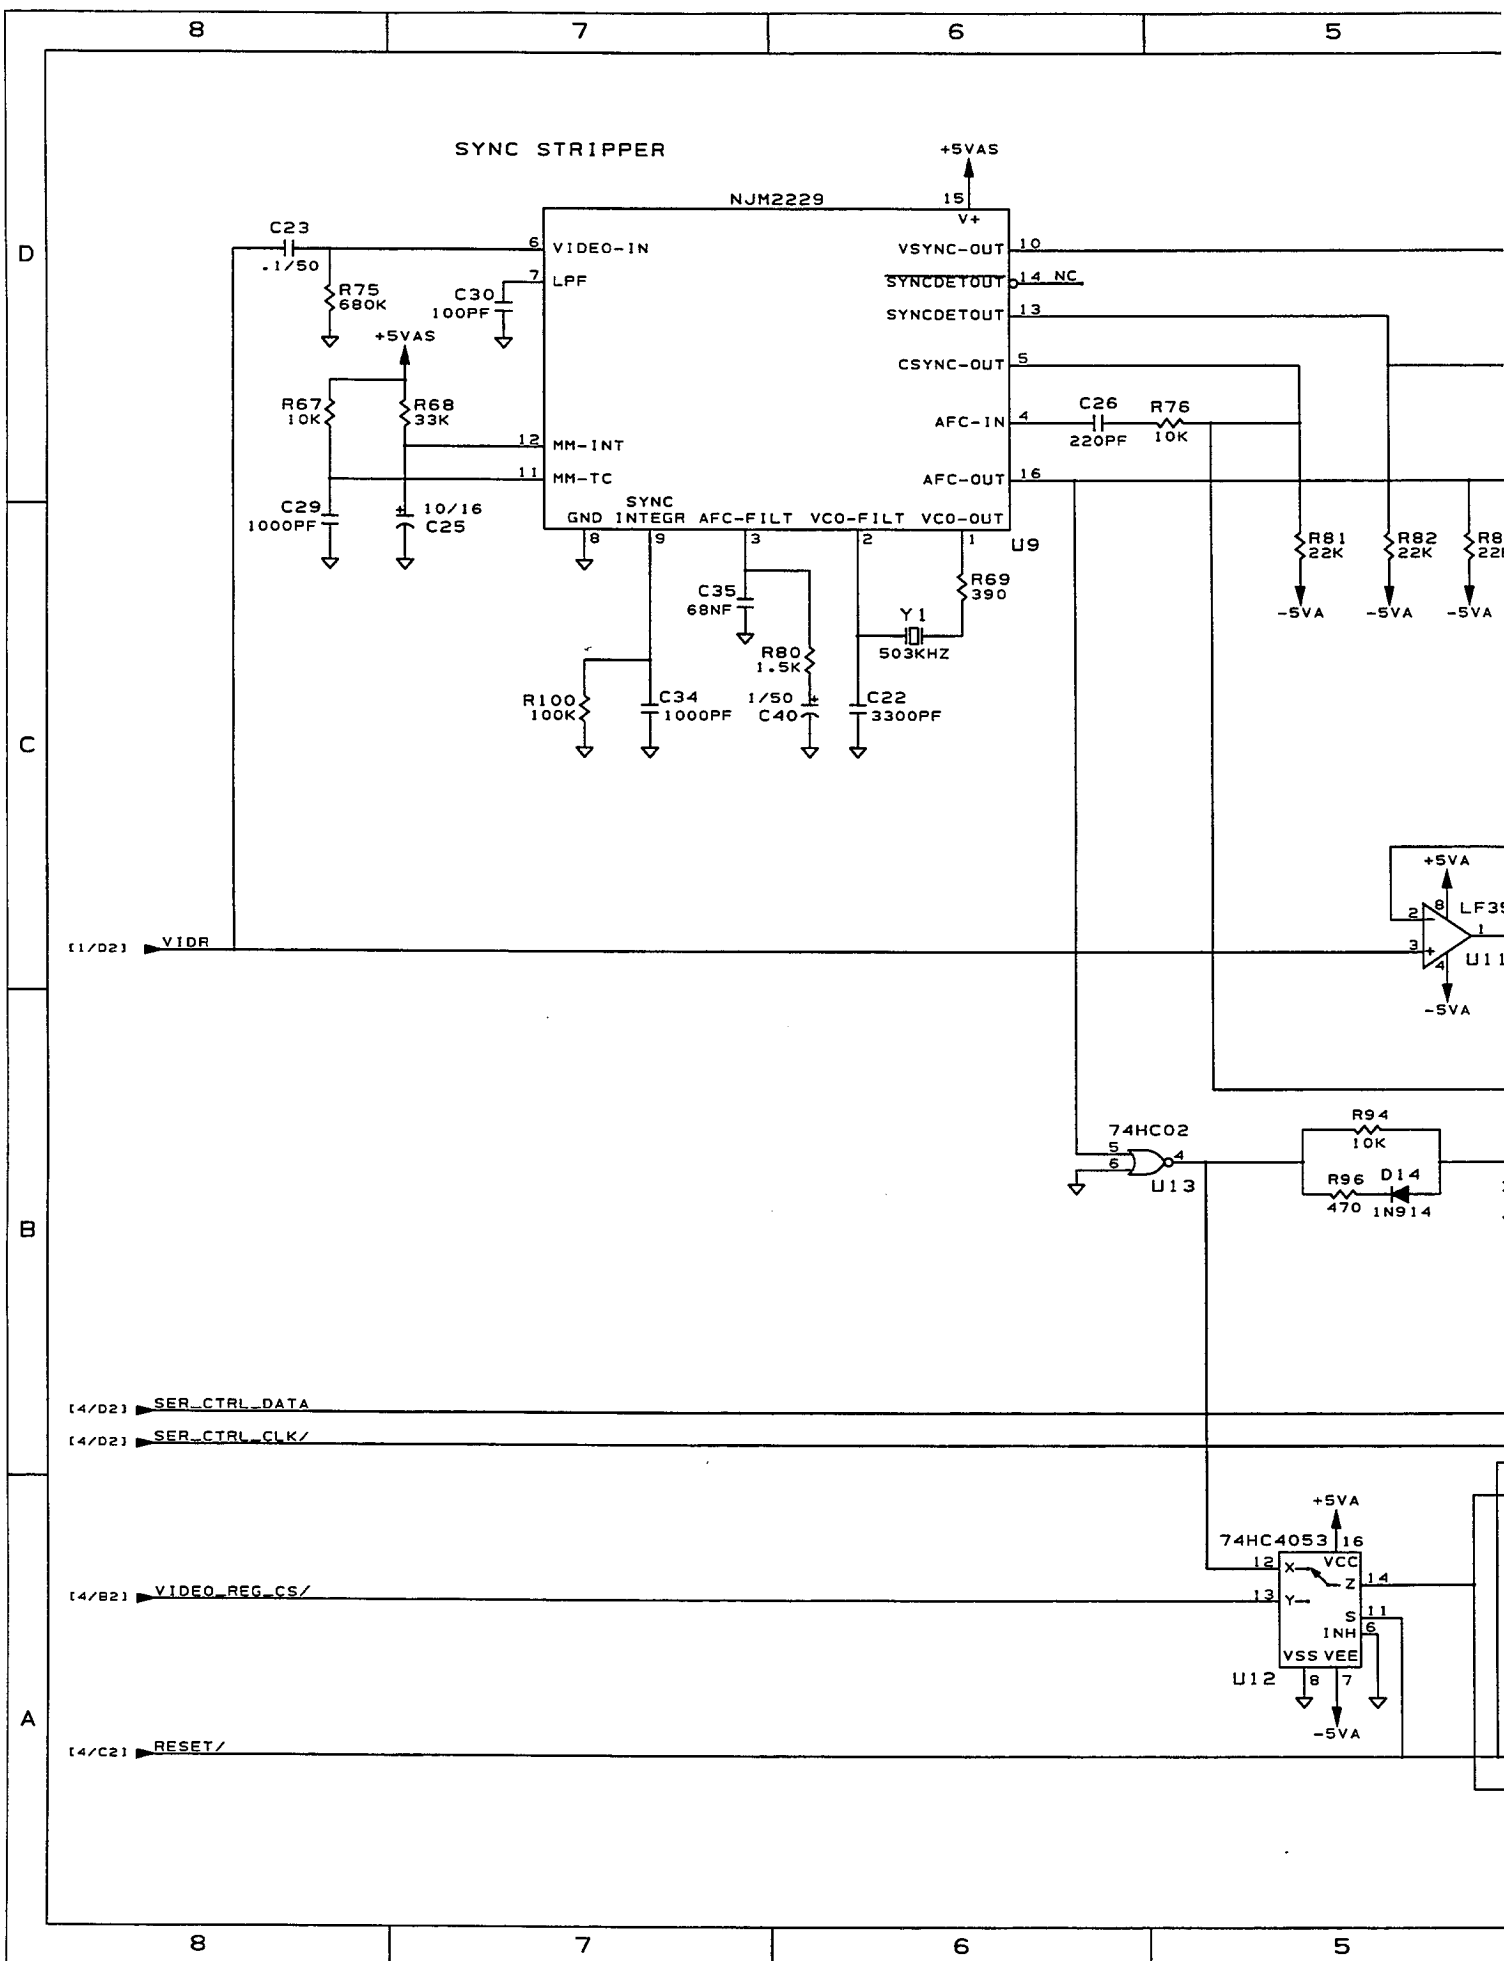 8 7 6 5
SYNC STRIPPER
+5VAS
NJM2229
15
V+
D
C23
.1/50
6 VIDEO-IN
VSYNC-OUT 10
7 LPF
SYNCDETOUT 14 NC
R75
680K
C30
100PF
SYNCDETOUT 13
+5VAS
CSYNC-OUT 5
R67
10K
R68
33K
C26
220PF
R76
10K
AFC-IN 4
12 MM-INT
11 MM-TC
AFC-OUT 16
C29
1000PF
10/16
C25
SYNC
GND INTEGR AFC-FILT VCO-FILT VCO-OUT
8 9 3 2 1
U9
R81
22K
R82
22K
R8
22
-5VA -5VA -5VA
C35
68NF
R69
390
Y1
503KHZ
R80
1.5K
R100
100K
C34
1000PF
1/50
C40
C22
3300PF
C
+5VA
8
LF39
2
1
3
4
U11
-5VA
[1/D2] VIDR
74HC02
5
6
4
U13
R94
10K
R96
470
D14
1N914
B
[4/D2] SER_CTRL_DATA
[4/D2] SER_CTRL_CLK/
+5VA
74HC4053 16
VCC
12 X
Z 14
[4/B2] VIDEO_REG_CS/
13 Y
S 11
INH 6
VSS VEE
U12
8 7
-5VA
A
[4/C2] RESET/
8 7 6 5